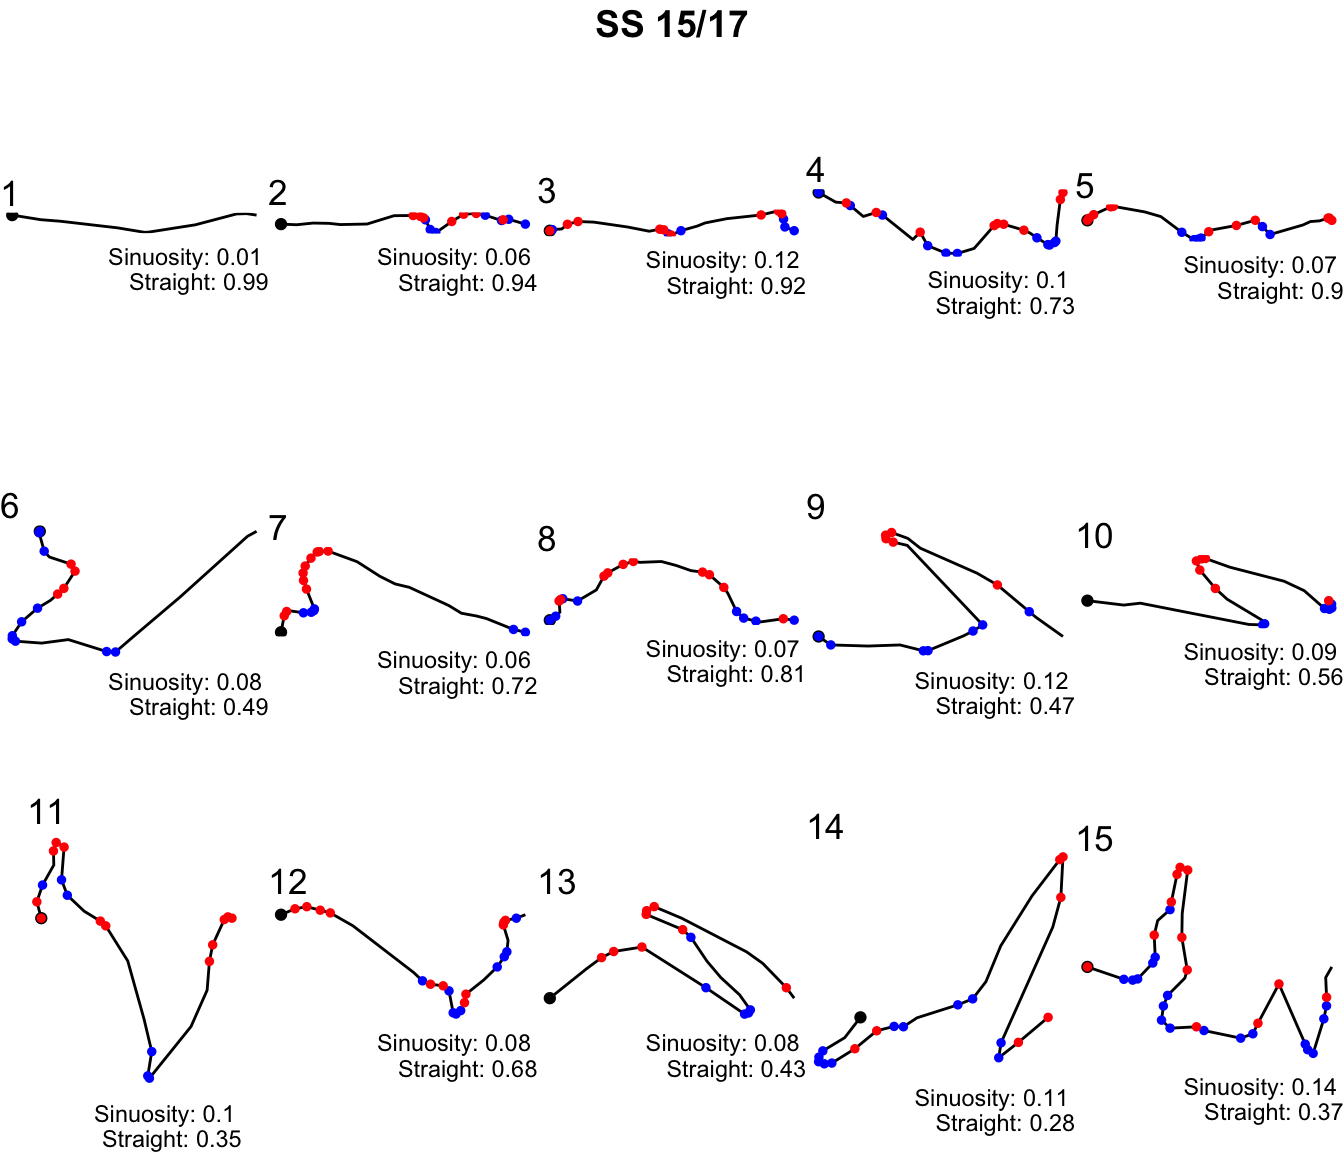 SS 15/17
1
Sinuosity: 0.01
Straight: 0.99
2
Sinuosity: 0.06
Straight: 0.94
3
Sinuosity: 0.12
Straight: 0.92
4
Sinuosity: 0.1
Straight: 0.73
5
Sinuosity: 0.07
Straight: 0.9
6
Sinuosity: 0.08
Straight: 0.49
7
Sinuosity: 0.06
Straight: 0.72
8
Sinuosity: 0.07
Straight: 0.81
9
Sinuosity: 0.12
Straight: 0.47
10
Sinuosity: 0.09
Straight: 0.56
11
Sinuosity: 0.1
Straight: 0.35
12
Sinuosity: 0.08
Straight: 0.68
13
Sinuosity: 0.08
Straight: 0.43
14
Sinuosity: 0.11
Straight: 0.28
15
Sinuosity: 0.14
Straight: 0.37